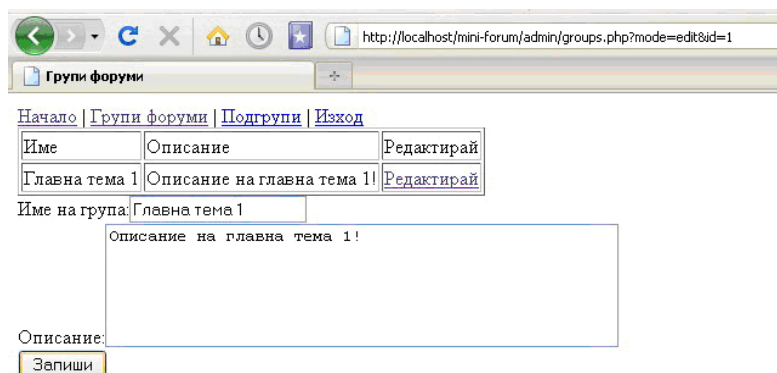 http://localhost/mini-forum/admin/groups.php?mode=edit&id=1
Групи форуми
Начало | Групи форуми | Подгрупи | Изход
Име Описание Редактирай
Главна тема 1 Описание на главна тема 1! Редактирай
Име на група: Главна тема 1
Описание на главна тема 1!
Описание:
Запиши